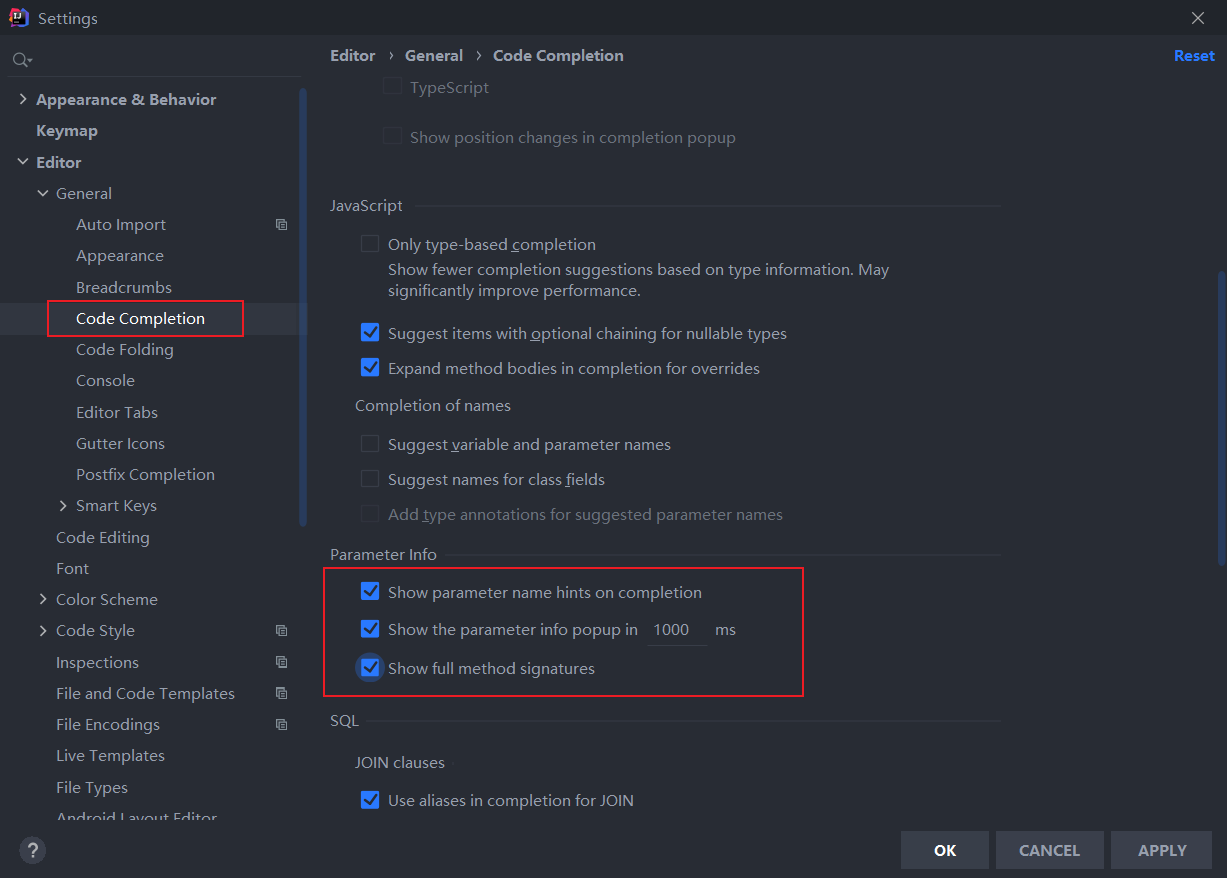 Settings
Editor › General › Code Completion
Reset
Appearance & Behavior
Keymap
Editor
General
Auto Import
Appearance
Breadcrumbs
Code Completion
Code Folding
Console
Editor Tabs
Gutter Icons
Postfix Completion
Smart Keys
Code Editing
Font
Color Scheme
Code Style
Inspections
File and Code Templates
File Encodings
Live Templates
File Types
Android Layout Editor
TypeScript
Show position changes in completion popup
JavaScript
Only type-based completion
Show fewer completion suggestions based on type information. May
significantly improve performance.
Suggest items with optional chaining for nullable types
Expand method bodies in completion for overrides
Completion of names
Suggest variable and parameter names
Suggest names for class fields
Add type annotations for suggested parameter names
Parameter Info
Show parameter name hints on completion
Show the parameter info popup in 1000 ms
Show full method signatures
SQL
JOIN clauses
Use aliases in completion for JOIN
?
OK
CANCEL
APPLY